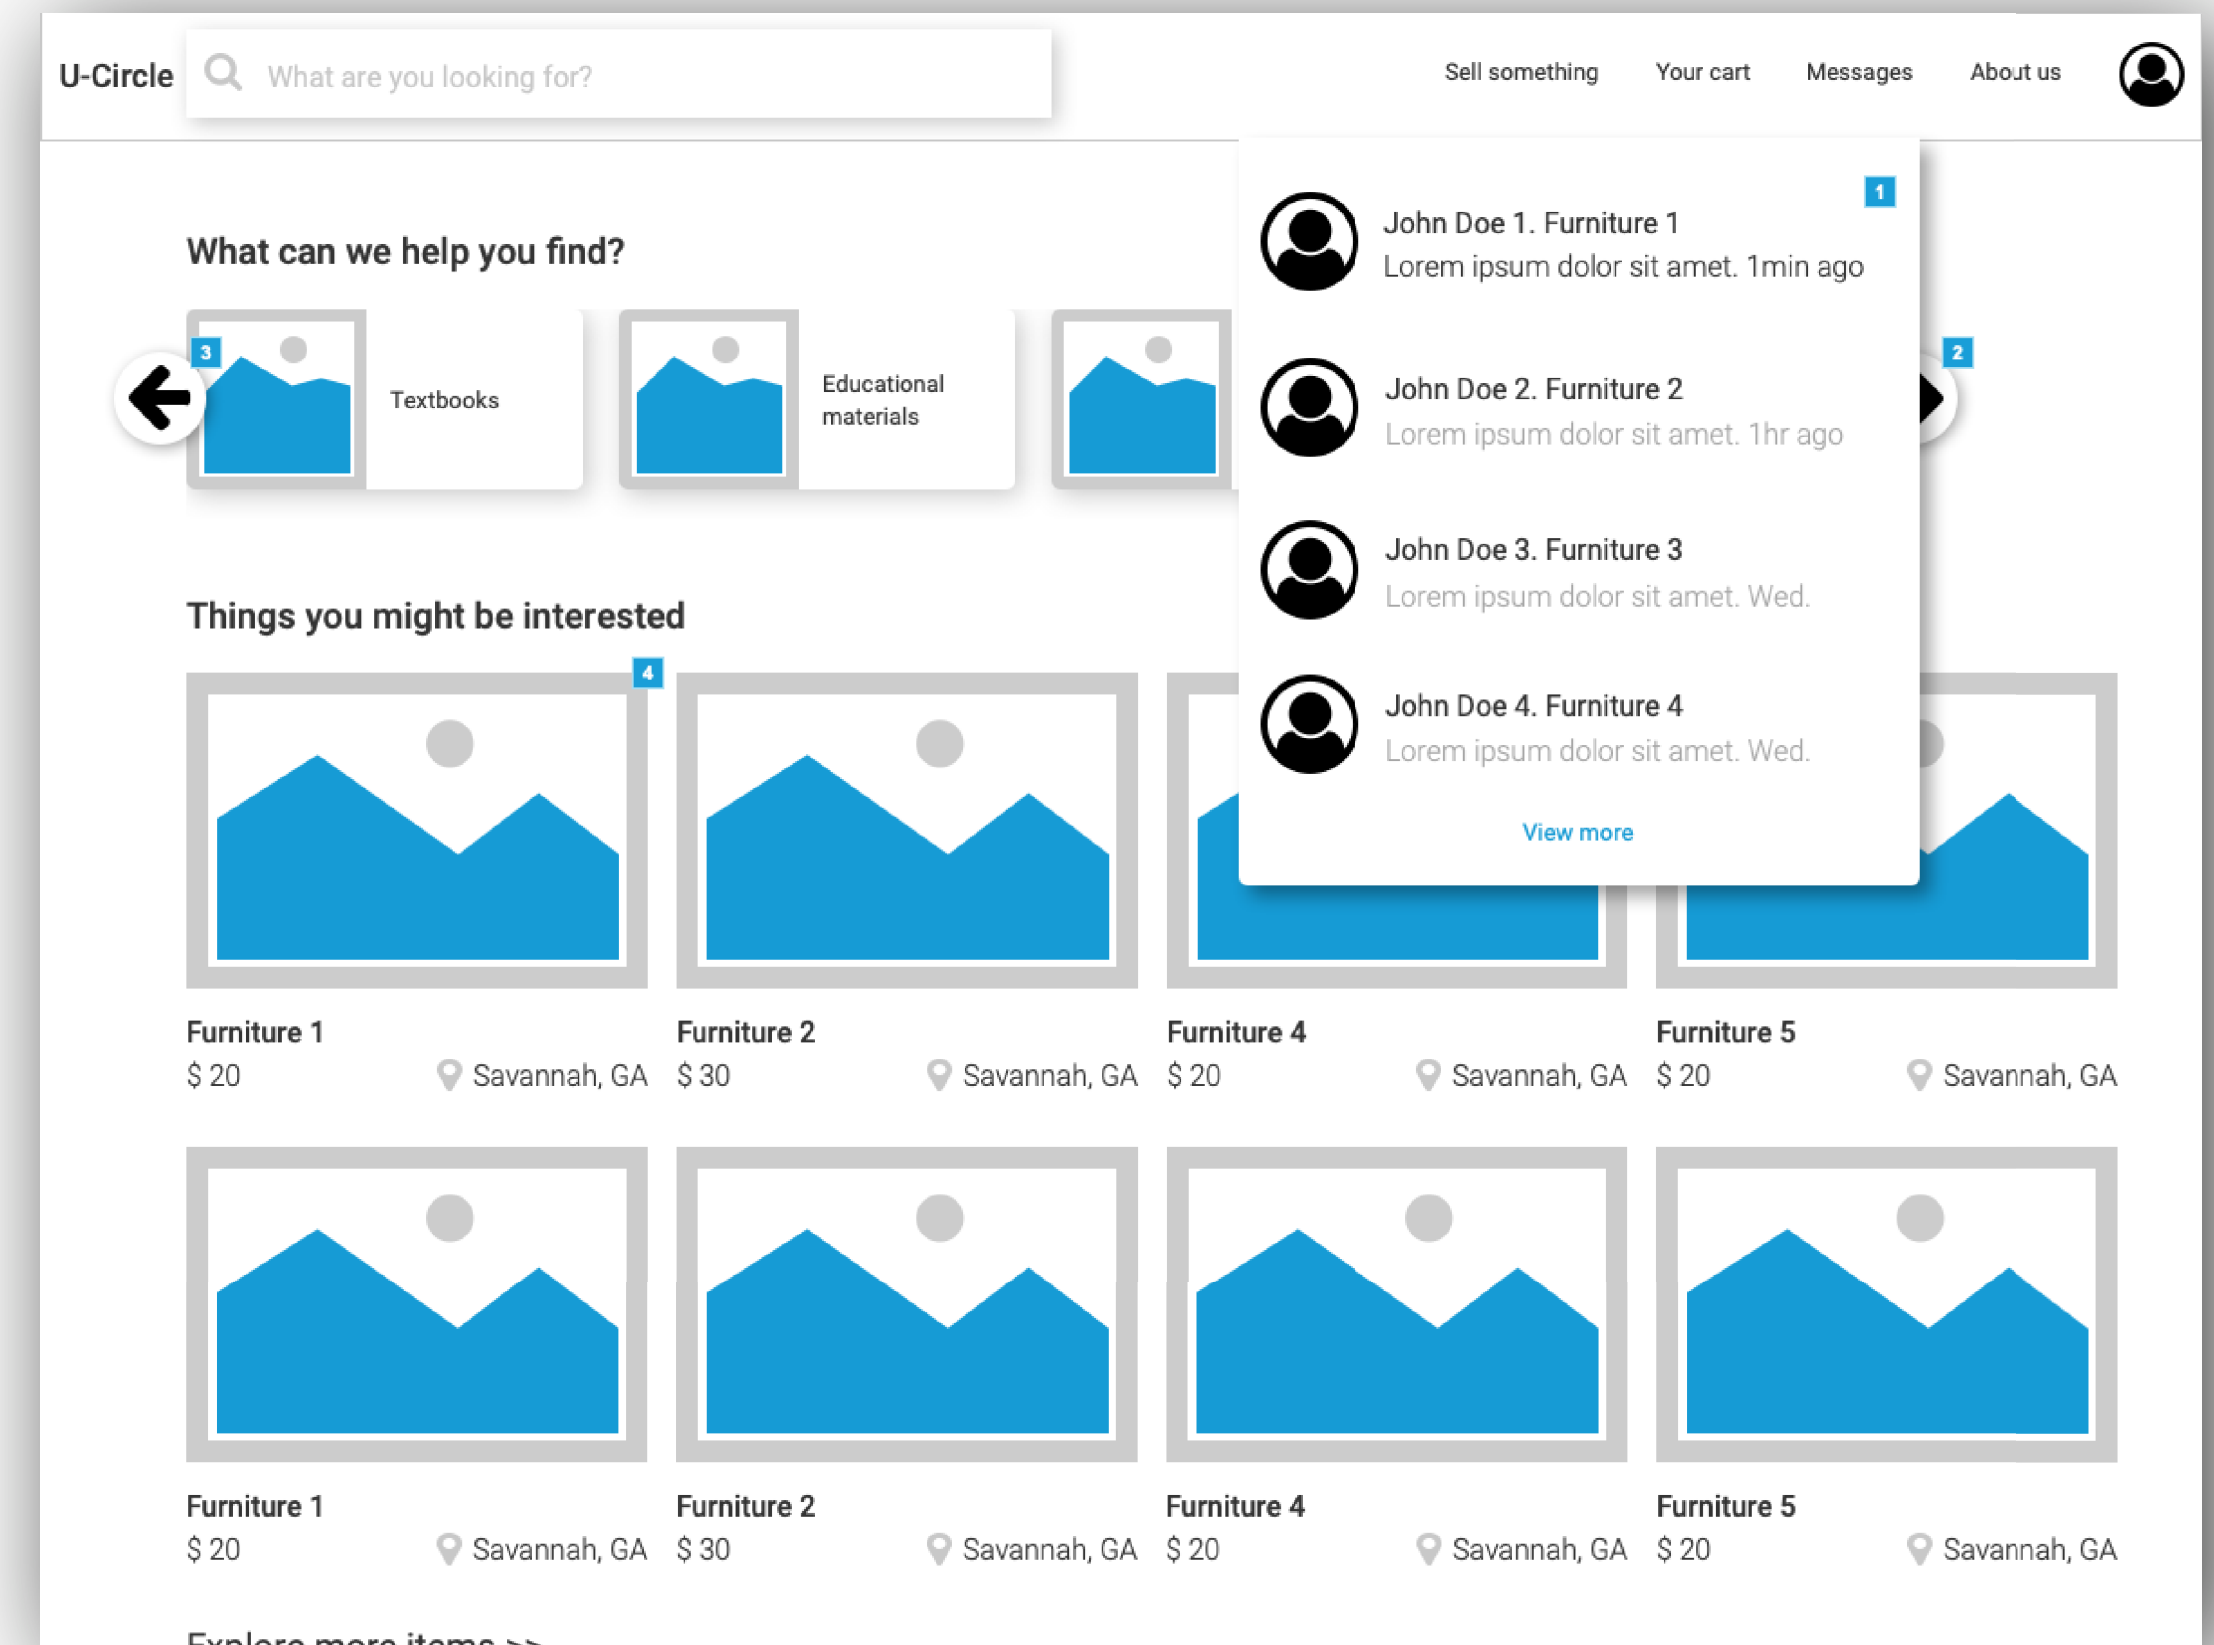 U-Circle
What are you looking for?
Sell something
Your cart
Messages
About us
1
John Doe 1. Furniture 1
Lorem ipsum dolor sit amet. 1min ago
John Doe 2. Furniture 2
Lorem ipsum dolor sit amet. 1hr ago
John Doe 3. Furniture 3
Lorem ipsum dolor sit amet. Wed.
John Doe 4. Furniture 4
Lorem ipsum dolor sit amet. Wed.
View more
What can we help you find?
3
Textbooks
Educational
materials
2
Things you might be interested
4
Furniture 1
$ 20
Savannah, GA
Furniture 2
$ 30
Savannah, GA
Furniture 4
$ 20
Savannah, GA
Furniture 5
$ 20
Savannah, GA
Furniture 1
$ 20
Savannah, GA
Furniture 2
$ 30
Savannah, GA
Furniture 4
$ 20
Savannah, GA
Furniture 5
$ 20
Savannah, GA
Explore more items >>